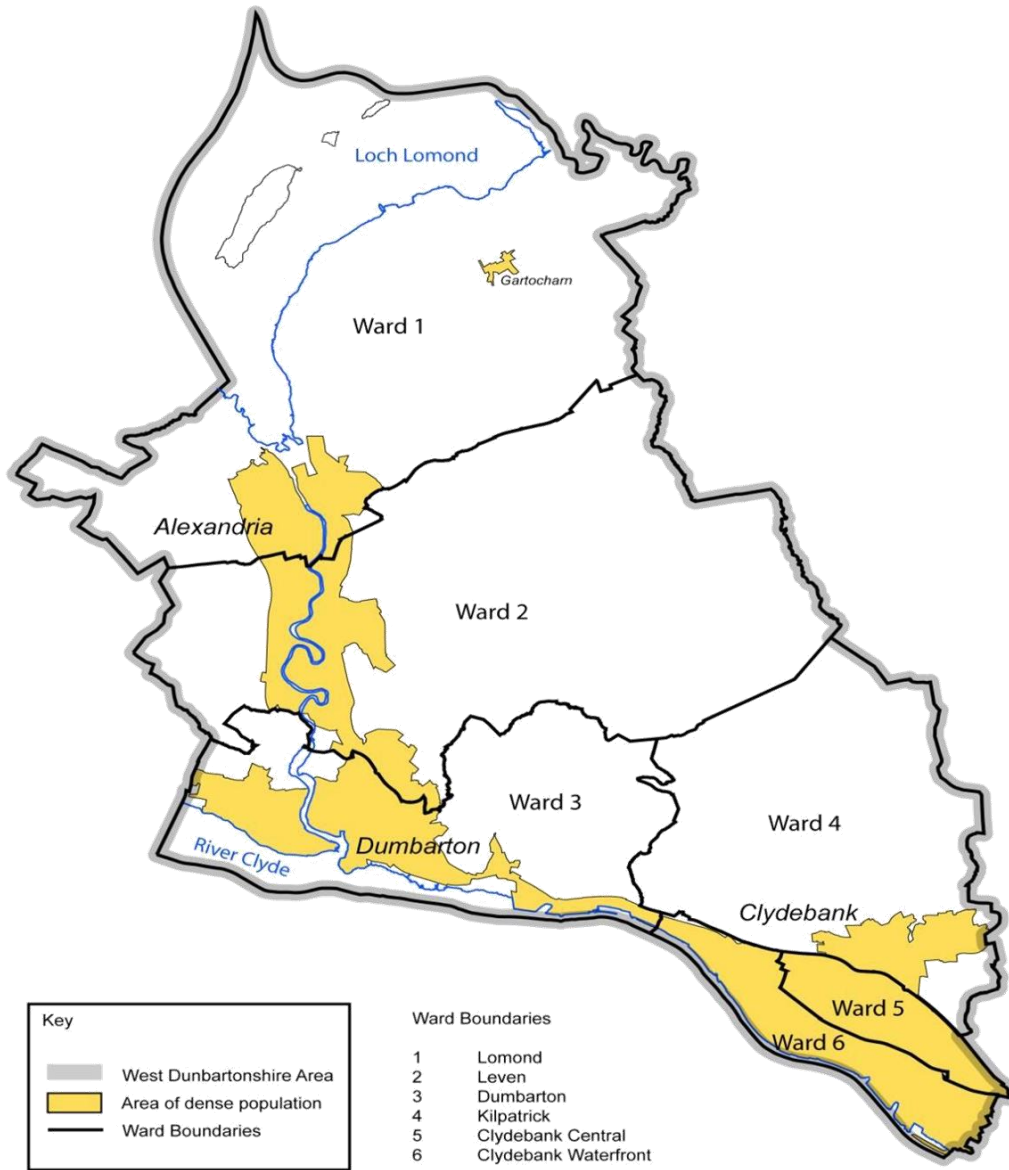 Loch Lomond
Gartocharn
Ward 1
Alexandria
Ward 2
Ward 3
Ward 4
Dumbarton
River Clyde
Clydebank
Ward 5
Ward 6
Key
West Dunbartonshire Area
Area of dense population
Ward Boundaries
Ward Boundaries
1 Lomond
2 Leven
3 Dumbarton
4 Kilpatrick
5 Clydebank Central
6 Clydebank Waterfront